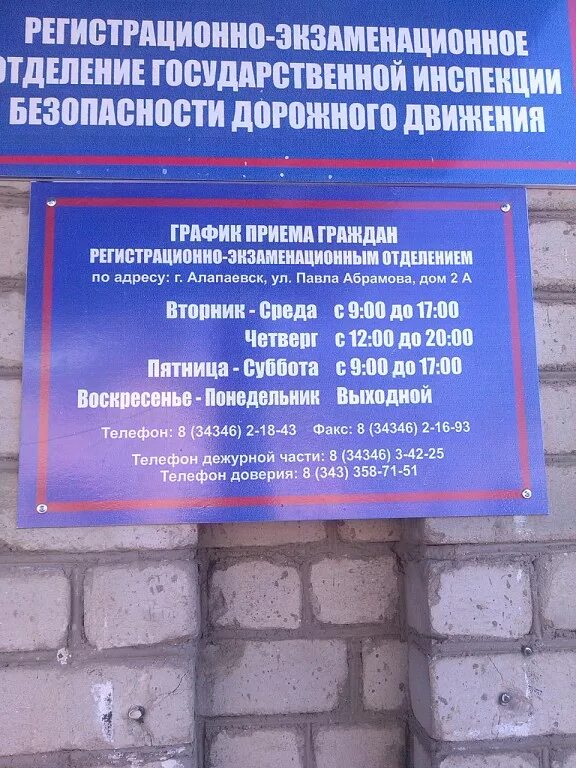 РЕГИСТРАЦИОННО-ЭКЗАМЕНАЦИОННОЕ
ОТДЕЛЕНИЕ ГОСУДАРСТВЕННОЙ ИНСПЕКЦИИ
БЕЗОПАСНОСТИ ДОРОЖНОГО ДВИЖЕНИЯ
ГРАФИК ПРИЕМА ГРАЖДАН
РЕГИСТРАЦИОННО-ЭКЗАМЕНАЦИОННЫМ ОТДЕЛЕНИЕМ
по адресу: г. Алапаевск, ул. Павла Абрамова, дом 2 А
Вторник - Среда с 9:00 до 17:00
Четверг с 12:00 до 20:00
Пятница - Суббота с 9:00 до 17:00
Воскресенье - Понедельник Выходной
Телефон: 8 (34346) 2-18-43 Факс: 8 (34346) 2-16-93
Телефон дежурной части: 8 (34346) 3-42-25
Телефон доверия: 8 (343) 358-71-51